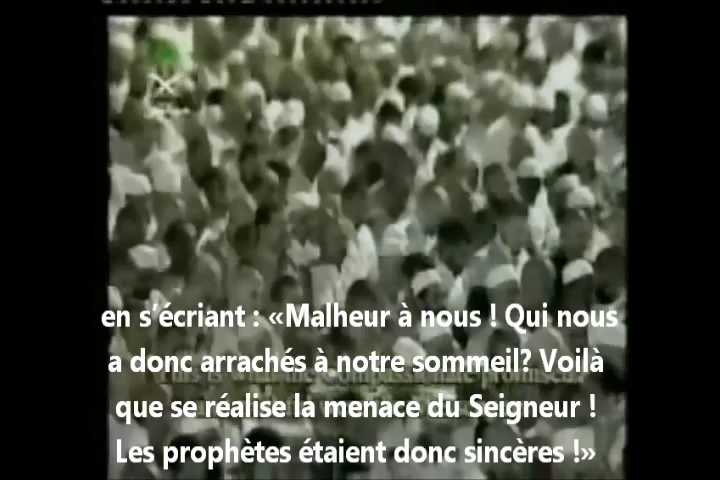 en s'écriant : «Malheur à nous ! Qui nous
a donc arrachés à notre sommeil? Voilà
que se réalise la menace du Seigneur !
Les prophètes étaient donc sincères !»